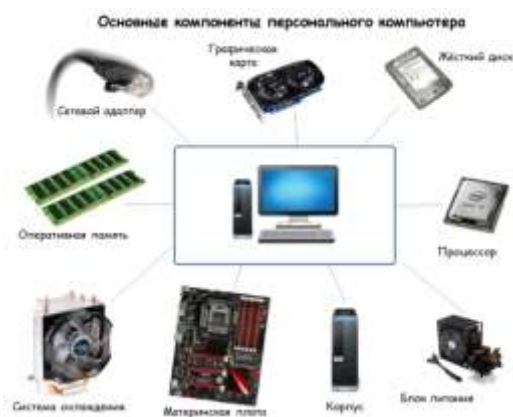 Основные компоненты персонального компьютера
Графическая
карта
Жёсткий диск
Сетевой адаптер
Оперативная память
Процессор
Система охлаждения
Материнская плата
Корпус
Блок питания